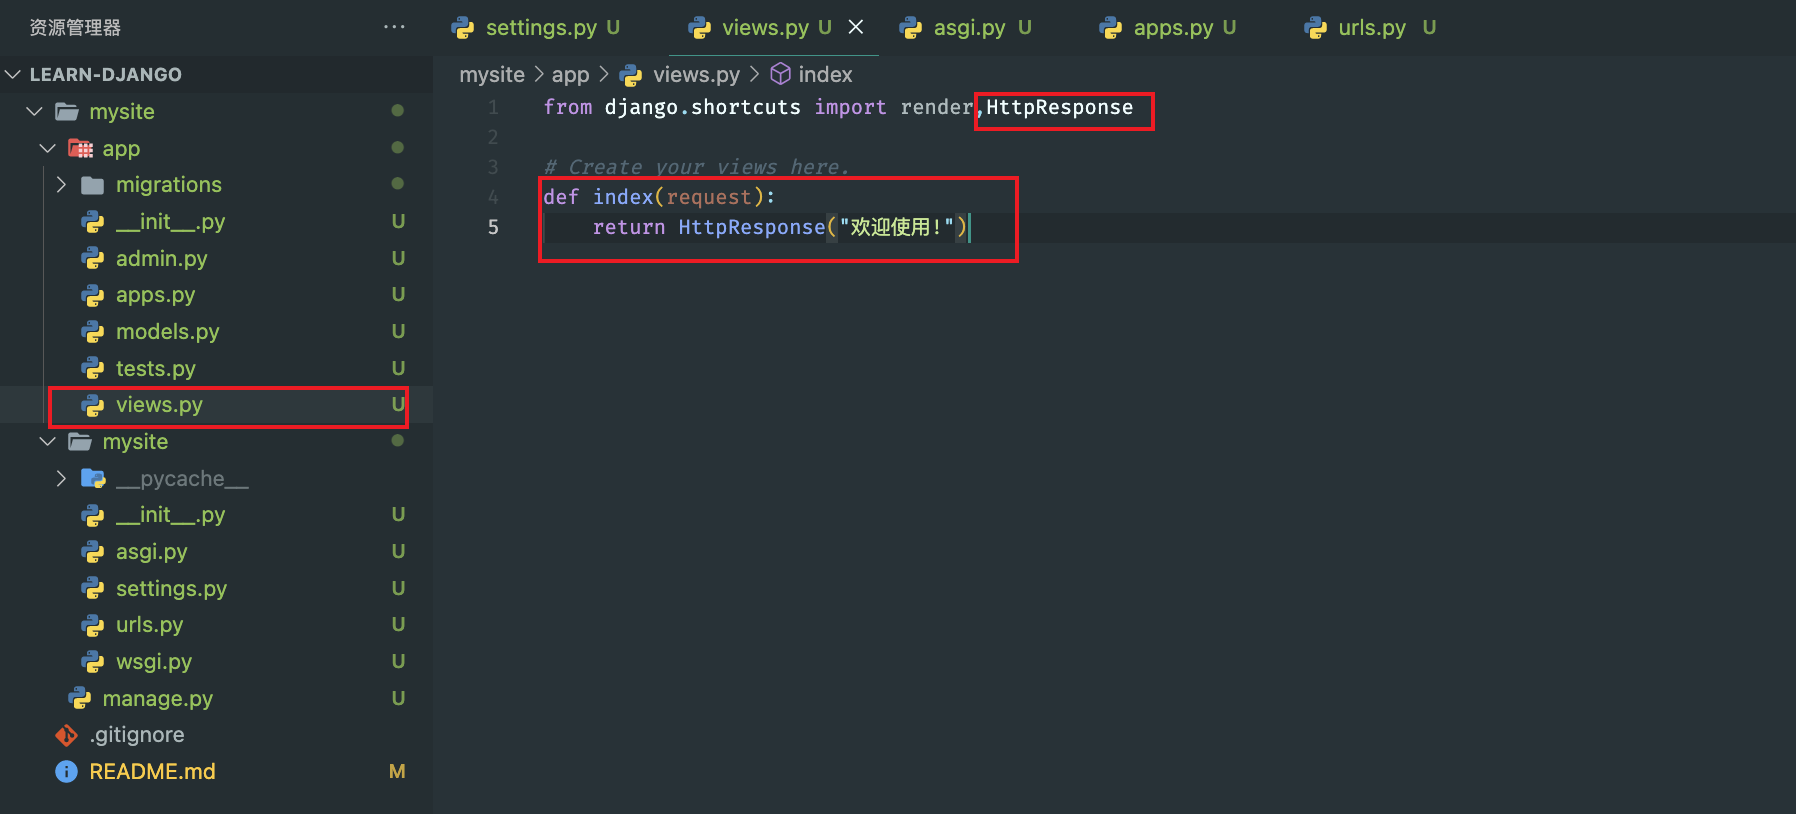 资源管理器 ···
LEARN-DJANGO
mysite
app
migrations
__init__.py U
admin.py U
apps.py U
models.py U
tests.py U
views.py U
mysite
__pycache__
__init__.py U
asgi.py U
settings.py U
urls.py U
wsgi.py U
manage.py U
.gitignore
README.md M
settings.py U views.py U asgi.py U apps.py U urls.py U
mysite > app > views.py > index
1 from django.shortcuts import render,HttpResponse
2
3 # Create your views here.
4 def index(request):
5 return HttpResponse("欢迎使用!")